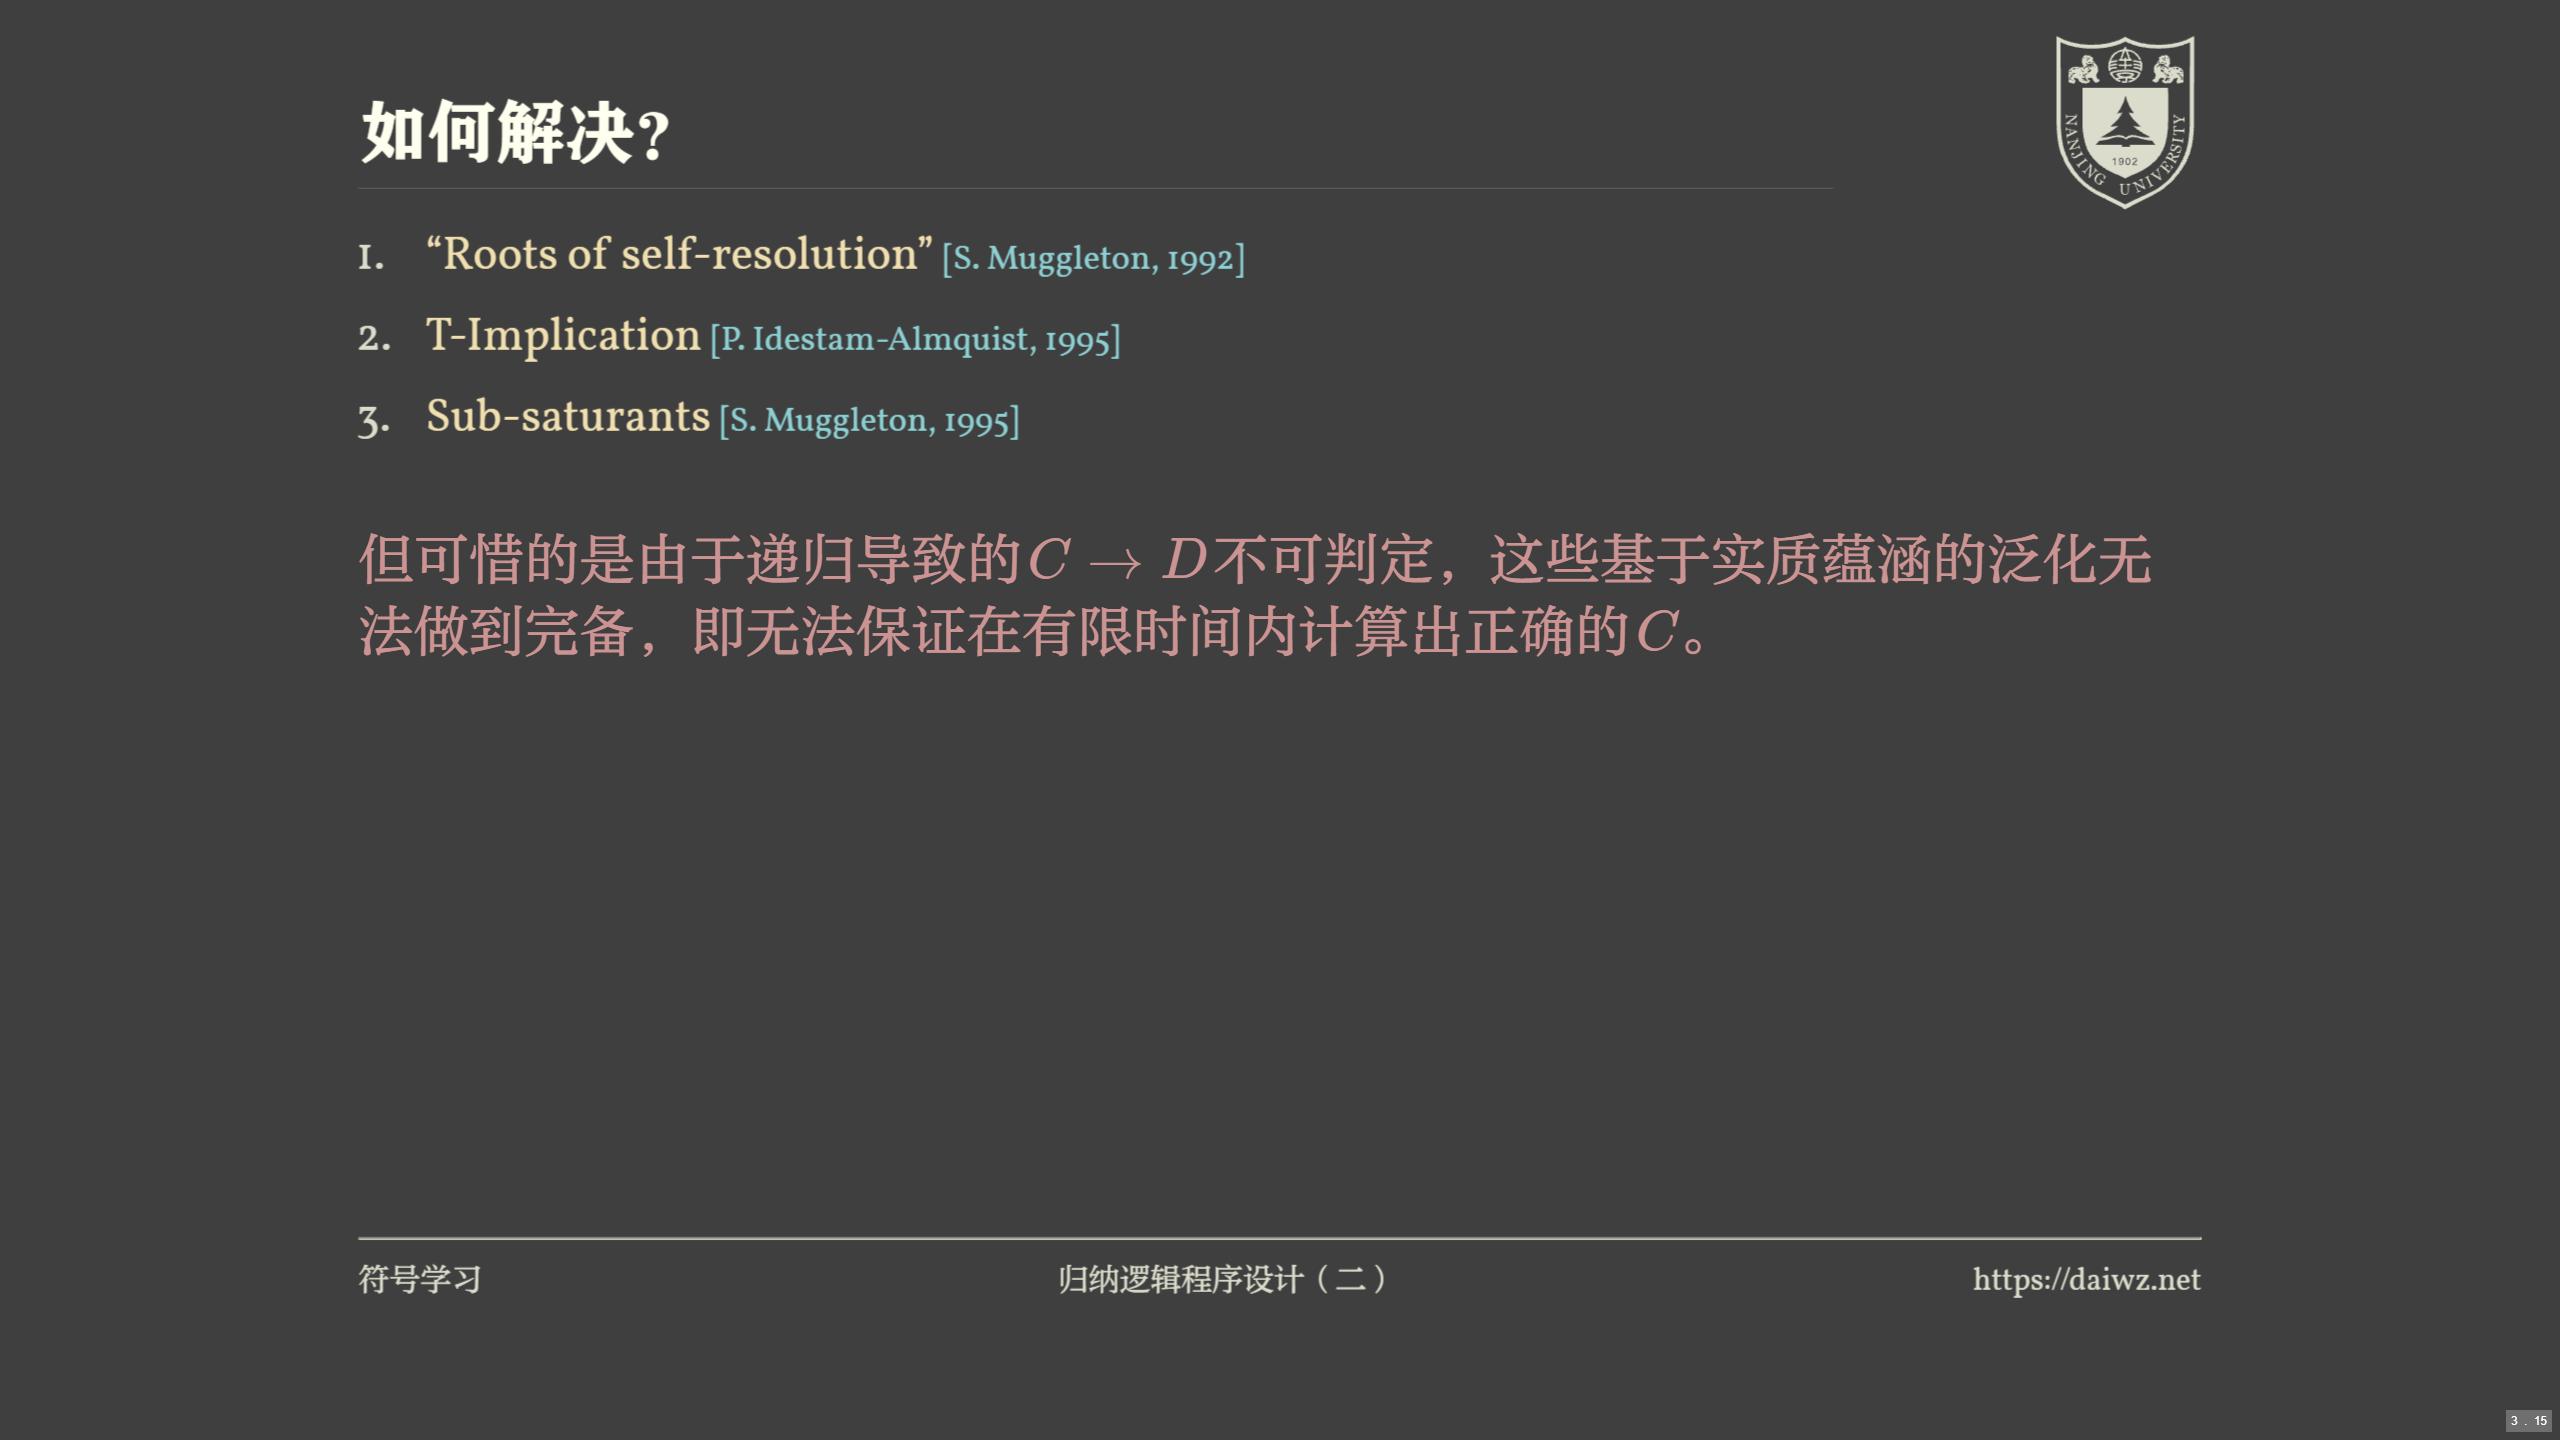 如何解决?
1. “Roots of self-resolution” [S. Muggleton, 1992]
2. T-Implication [P. Idestam-Almquist, 1995]
3. Sub-saturants [S. Muggleton, 1995]
但可惜的是由于递归导致的C → D不可判定，这些基于实质蕴涵的泛化无
法做到完备，即无法保证在有限时间内计算出正确的C。
NANJING UNIVERSITY
1902
符号学习
归纳逻辑程序设计（二）
https://daiwz.net
3 . 15